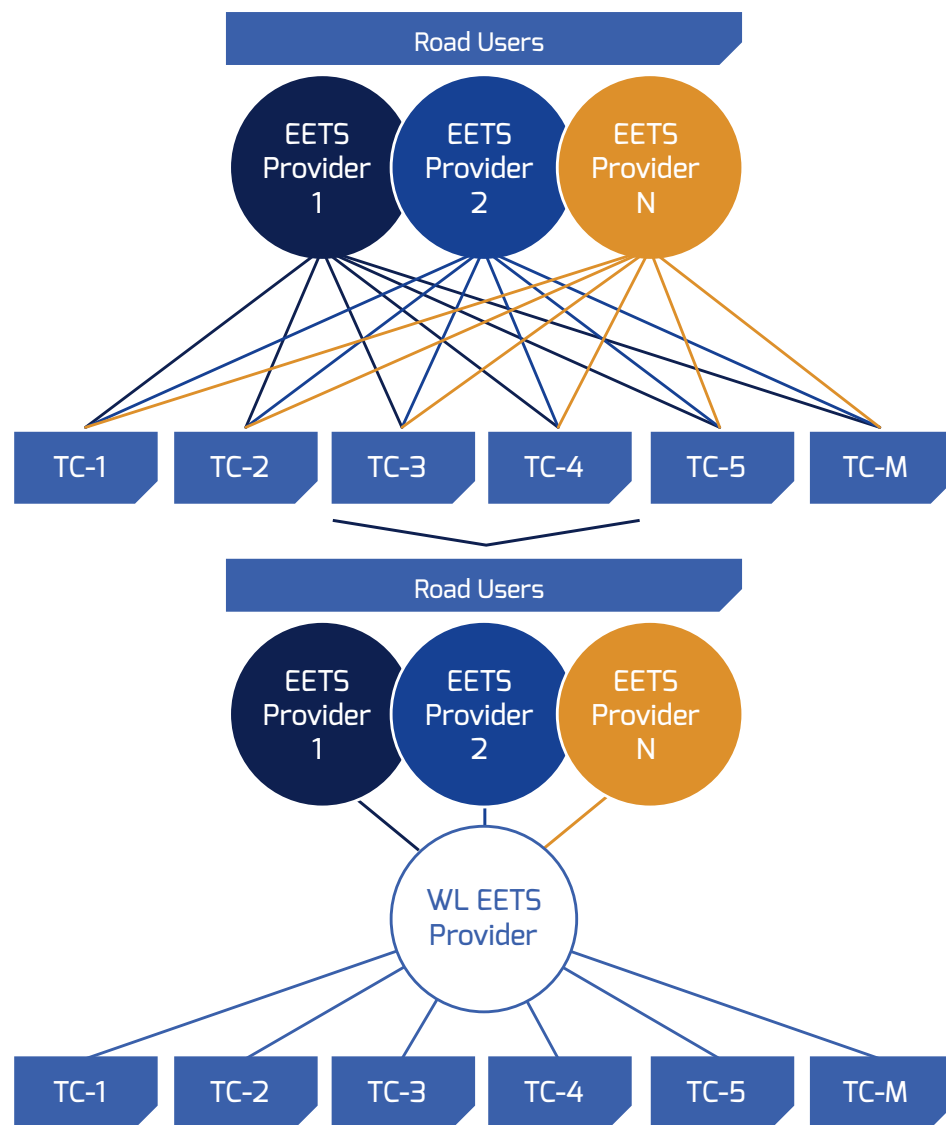 Road Users
EETS
Provider
1
EETS
Provider
2
EETS
Provider
N
TC-1
TC-2
TC-3
TC-4
TC-5
TC-M
Road Users
EETS
Provider
1
EETS
Provider
2
EETS
Provider
N
WL EETS
Provider
TC-1
TC-2
TC-3
TC-4
TC-5
TC-M